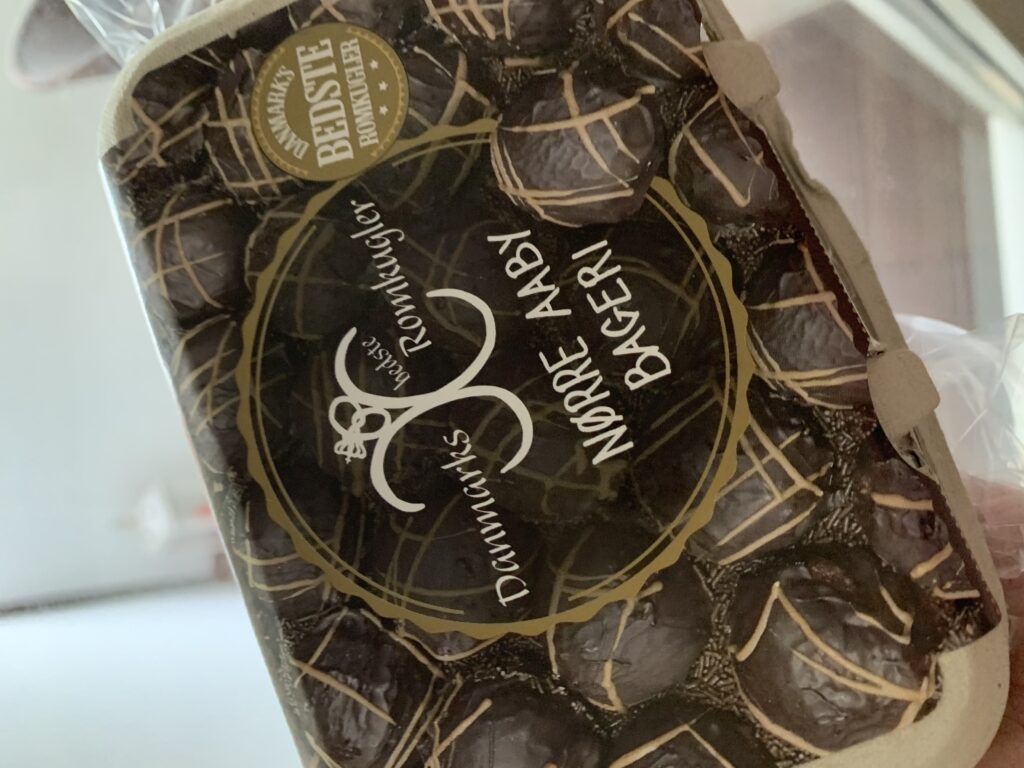 DANMARK'S
BEDSTE
ROMKUGLER
Danmarks
bedste
Romkugler
NØRRE AABY
BAGERI